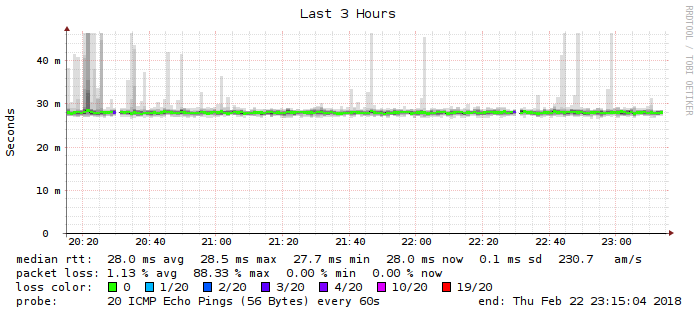 Last 3 Hours
RRDTOOL / TOBI OETIKER
Seconds
40 m
30 m
20 m
10 m
0
20:20 20:40 21:00 21:20 21:40 22:00 22:20 22:40 23:00
median rtt: 28.0 ms avg 28.5 ms max 27.7 ms min 28.0 ms now 0.1 ms sd 230.7 am/s
packet loss: 1.13 % avg 88.33 % max 0.00 % min 0.00 % now
loss color: 0 1/20 2/20 3/20 4/20 10/20 19/20
probe: 20 ICMP Echo Pings (56 Bytes) every 60s end: Thu Feb 22 23:15:04 2018